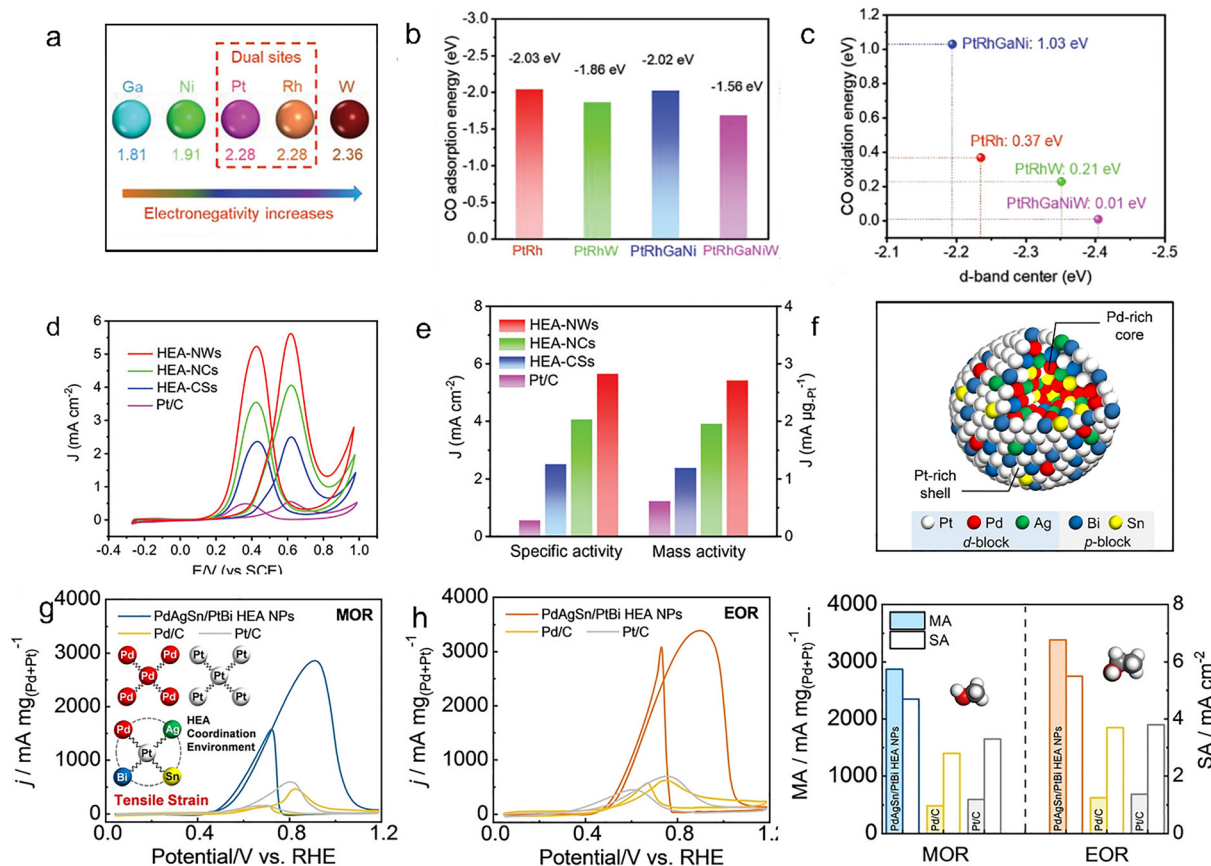 a
Dual sites
Ga
Ni
Pt
Rh
W
1.81
1.91
2.28
2.28
2.36
Electronegativity increases
b
CO adsorption energy (eV)
-3.0
-2.5
-2.0
-1.5
-1.0
-0.5
0.0
-2.03 eV
-1.86 eV
-2.02 eV
-1.56 eV
PtRh
PtRhW
PtRhGaNi
PtRhGaNiW
c
CO oxidation energy (eV)
1.2
1.0
0.8
0.6
0.4
0.2
0.0
PtRhGaNi: 1.03 eV
PtRh: 0.37 eV
PtRhW: 0.21 eV
PtRhGaNiW: 0.01 eV
-2.1
-2.2
-2.3
-2.4
-2.5
d-band center (eV)
d
J (mA cm-2)
6
5
4
3
2
1
0
HEA-NWs
HEA-NCs
HEA-CSs
Pt/C
-0.4
-0.2
0.0
0.2
0.4
0.6
0.8
1.0
E/V (vs SCE)
e
J (mA cm-2)
8
6
4
2
0
HEA-NWs
HEA-NCs
HEA-CSs
Pt/C
4
3
2
1
0
J (mA µg-Pt-1)
Specific activity
Mass activity
f
Pd-rich
core
Pt-rich
shell
Pt
Pd
Ag
Bi
Sn
d-block
p-block
g
j / mA mg(Pd+Pt)-1
4000
3000
2000
1000
0
PdAgSn/PtBi HEA NPs
MOR
Pd/C
Pt/C
Pd
Pd
Pd
Pd
Pd
Pt
Pt
Pt
Pt
Pt
Pd
Ag
Pt
Bi
Sn
HEA
Coordination
Environment
Tensile Strain
0.0
0.4
0.8
1.2
Potential/V vs. RHE
h
j / mA mg(Pd+Pt)-1
4000
3000
2000
1000
0
PdAgSn/PtBi HEA NPs
EOR
Pd/C
Pt/C
0.0
0.4
0.8
1.2
Potential/V vs. RHE
i
MA / mA mg(Pd+Pt)-1
4000
3000
2000
1000
0
MA
SA
PdAgSn/PtBi HEA NPs
Pd/C
Pt/C
PdAgSn/PtBi HEA NPs
Pd/C
Pt/C
8
6
4
2
0
SA / mA cm-2
MOR
EOR